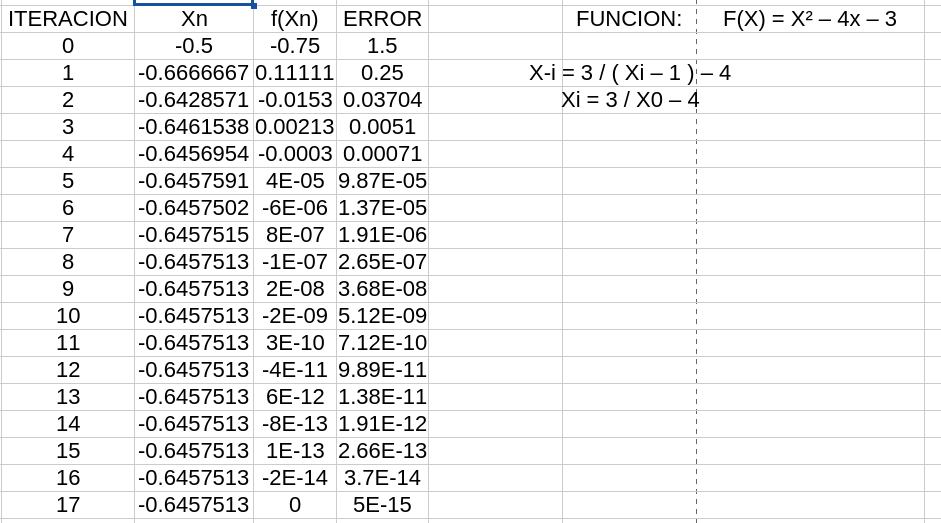 ITERACION Xn f(Xn) ERROR FUNCION: F(X) = X² – 4x – 3
0 -0.5 -0.75 1.5
1 -0.6666667 0.11111 0.25 X-i = 3 / ( Xi – 1 ) – 4
2 -0.6428571 -0.0153 0.03704 Xi = 3 / X0 – 4
3 -0.6461538 0.00213 0.0051
4 -0.6456954 -0.0003 0.00071
5 -0.6457591 4E-05 9.87E-05
6 -0.6457502 -6E-06 1.37E-05
7 -0.6457515 8E-07 1.91E-06
8 -0.6457513 -1E-07 2.65E-07
9 -0.6457513 2E-08 3.68E-08
10 -0.6457513 -2E-09 5.12E-09
11 -0.6457513 3E-10 7.12E-10
12 -0.6457513 -4E-11 9.89E-11
13 -0.6457513 6E-12 1.38E-11
14 -0.6457513 -8E-13 1.91E-12
15 -0.6457513 1E-13 2.66E-13
16 -0.6457513 -2E-14 3.7E-14
17 -0.6457513 0 5E-15